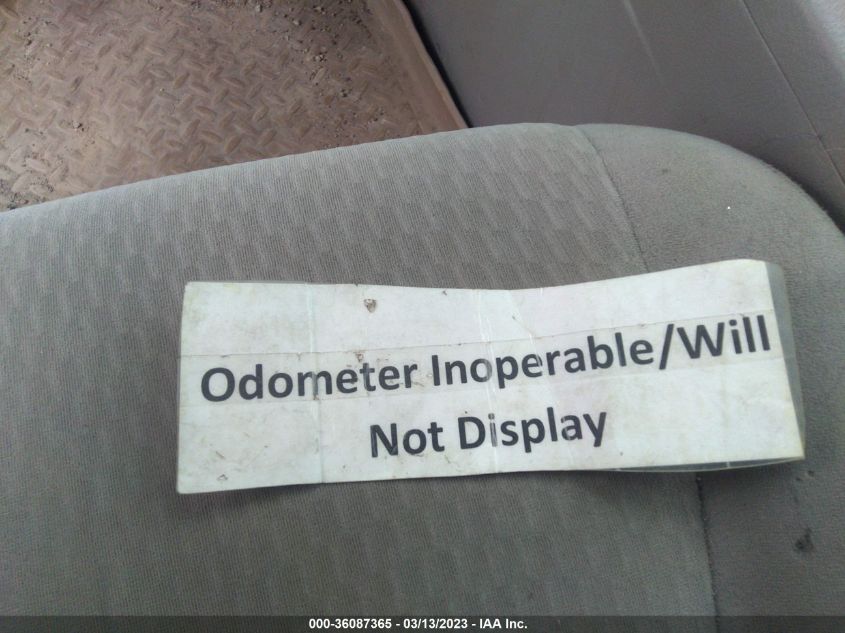 Odometer Inoperable/Will
Not Display
000-36087365 - 03/13/2023 - IAA Inc.